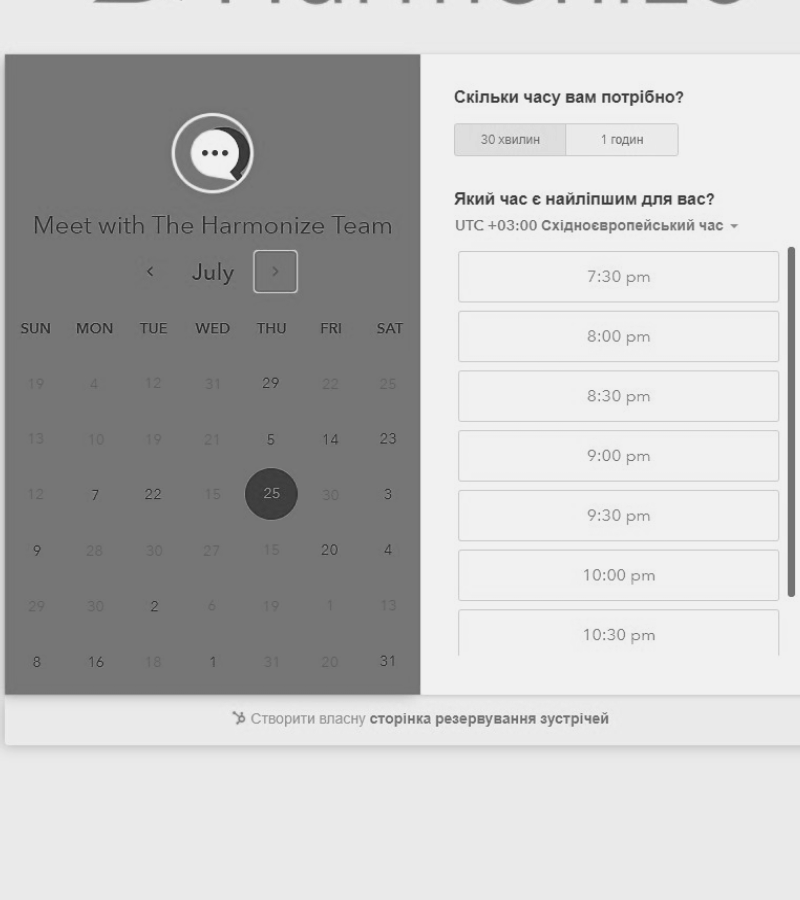 Meet with The Harmonize Team
July
SUN MON TUE WED THU FRI SAT
19 4 12 31 29 22 25
13 10 19 21 5 14 23
12 7 22 15 25 30 3
9 28 30 27 15 20 4
29 30 2 6 19 1 13
8 16 18 1 31 20 31
Скільки часу вам потрібно?
30 хвилин 1 годин
Який час є найліпшим для вас?
UTC +03:00 Східноєвропейський час
7:30 pm
8:00 pm
8:30 pm
9:00 pm
9:30 pm
10:00 pm
10:30 pm
Створити власну сторінка резервування зустрічей